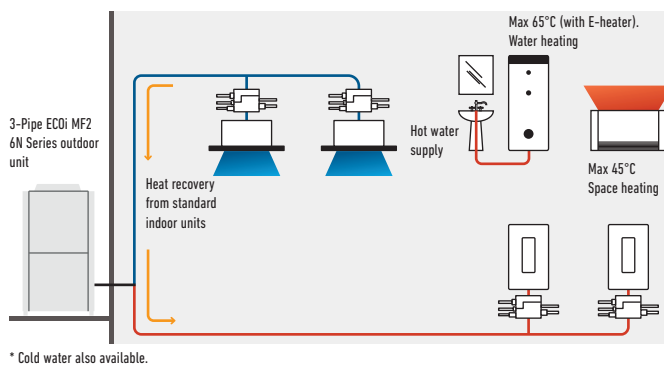 Max 65°C (with E-heater).
Water heating
3-Pipe ECOi MF2
6N Series outdoor
unit
Hot water
supply
Max 45°C
Space heating
Heat recovery
from standard
indoor units
* Cold water also available.